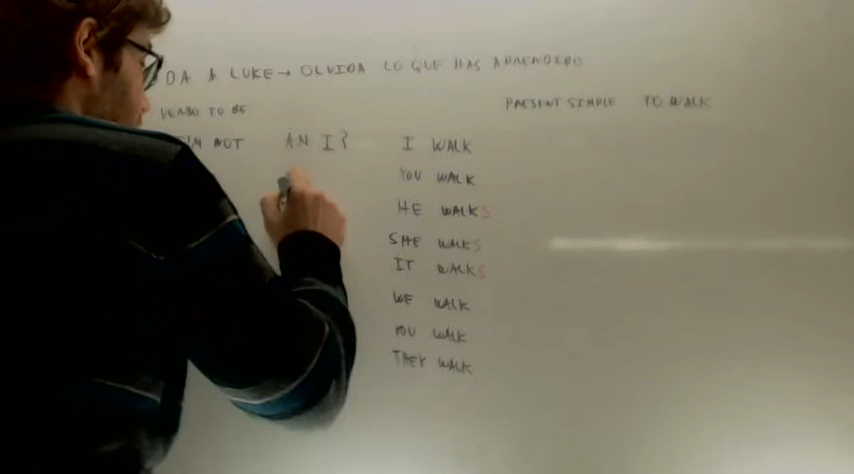 DA A LUKE → OLVIDA LO QUE HAS APRENDIDO
VERBO TO BE
PRESENT SIMPLE TO WALK
I'M NOT AM I? I WALK
YOU WALK
HE WALKS
SHE WALKS
IT WALKS
WE WALK
YOU WALK
THEY WALK